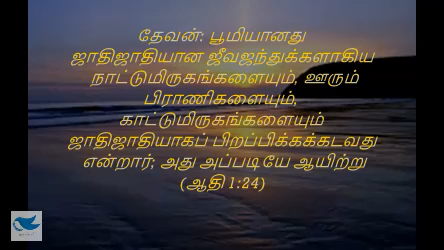 தேவன்: பூமியானது
ஜாதிஜாதியான ஜீவஜந்துக்களாகிய
நாட்டுமிருகங்களையும், ஊரும்
பிராணிகளையும்,
காட்டுமிருகங்களையும்
ஜாதிஜாதியாகப் பிறப்பிக்கக்கடவது
என்றார்; அது அப்படியே ஆயிற்று
(ஆதி 1:24)